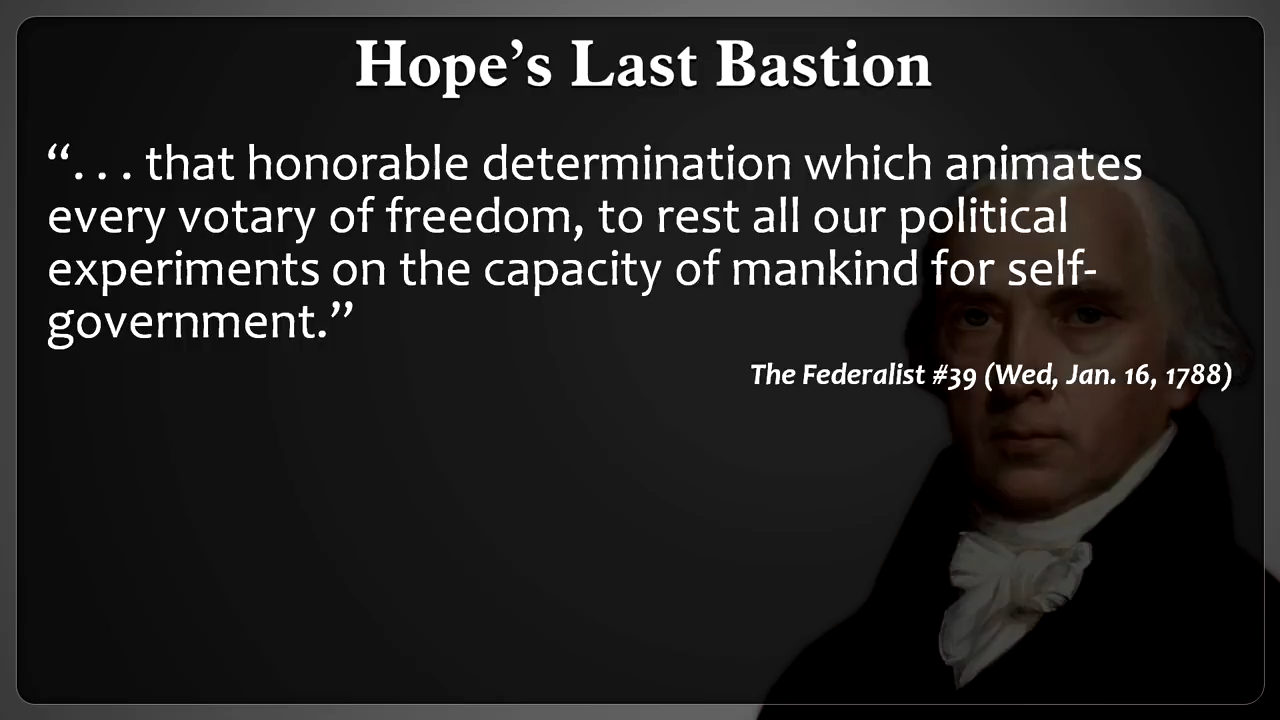 Hope’s Last Bastion
“. . . that honorable determination which animates
every votary of freedom, to rest all our political
experiments on the capacity of mankind for self-
government.”
The Federalist #39 (Wed, Jan. 16, 1788)